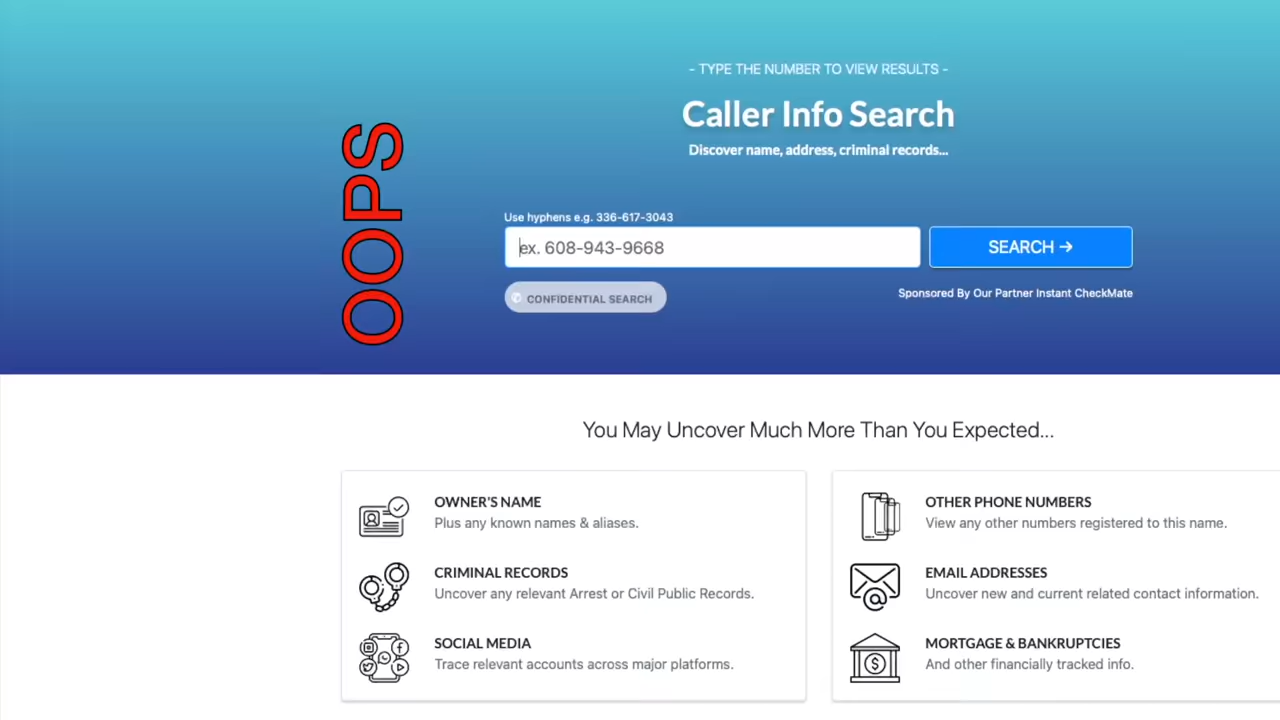 - TYPE THE NUMBER TO VIEW RESULTS -
Caller Info Search
Discover name, address, criminal records...
OOPS
Use hyphens e.g. 336-617-3043
ex. 608-943-9668
SEARCH →
CONFIDENTIAL SEARCH
Sponsored By Our Partner Instant CheckMate
You May Uncover Much More Than You Expected...
OWNER'S NAME
Plus any known names & aliases.
CRIMINAL RECORDS
Uncover any relevant Arrest or Civil Public Records.
SOCIAL MEDIA
Trace relevant accounts across major platforms.
OTHER PHONE NUMBERS
View any other numbers registered to this name.
EMAIL ADDRESSES
Uncover new and current related contact information.
MORTGAGE & BANKRUPTCIES
And other financially tracked info.